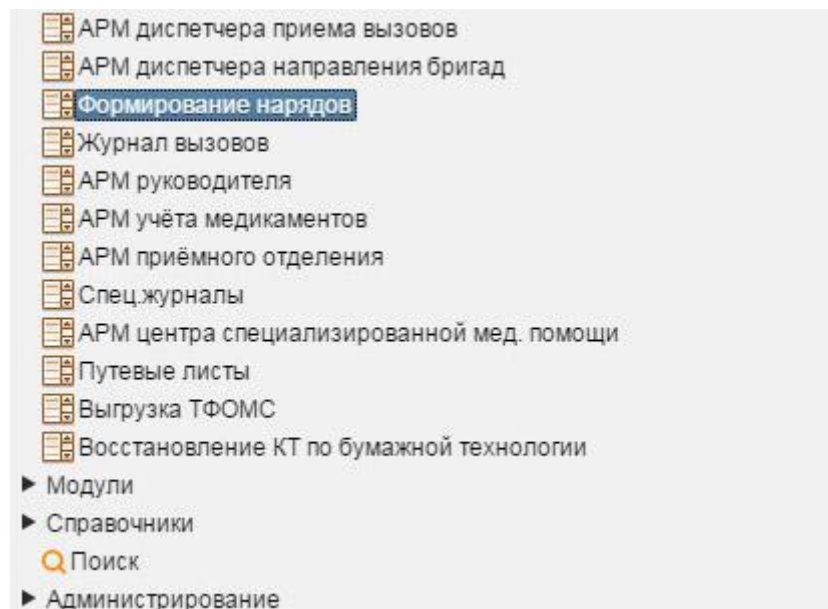 АРМ диспетчера приема вызовов
АРМ диспетчера направления бригад
Формирование нарядов
Журнал вызовов
АРМ руководителя
АРМ учёта медикаментов
АРМ приёмного отделения
Спец.журналы
АРМ центра специализированной мед. помощи
Путевые листы
Выгрузка ТФОМС
Восстановление КТ по бумажной технологии
Модули
Справочники
Поиск
Администрирование